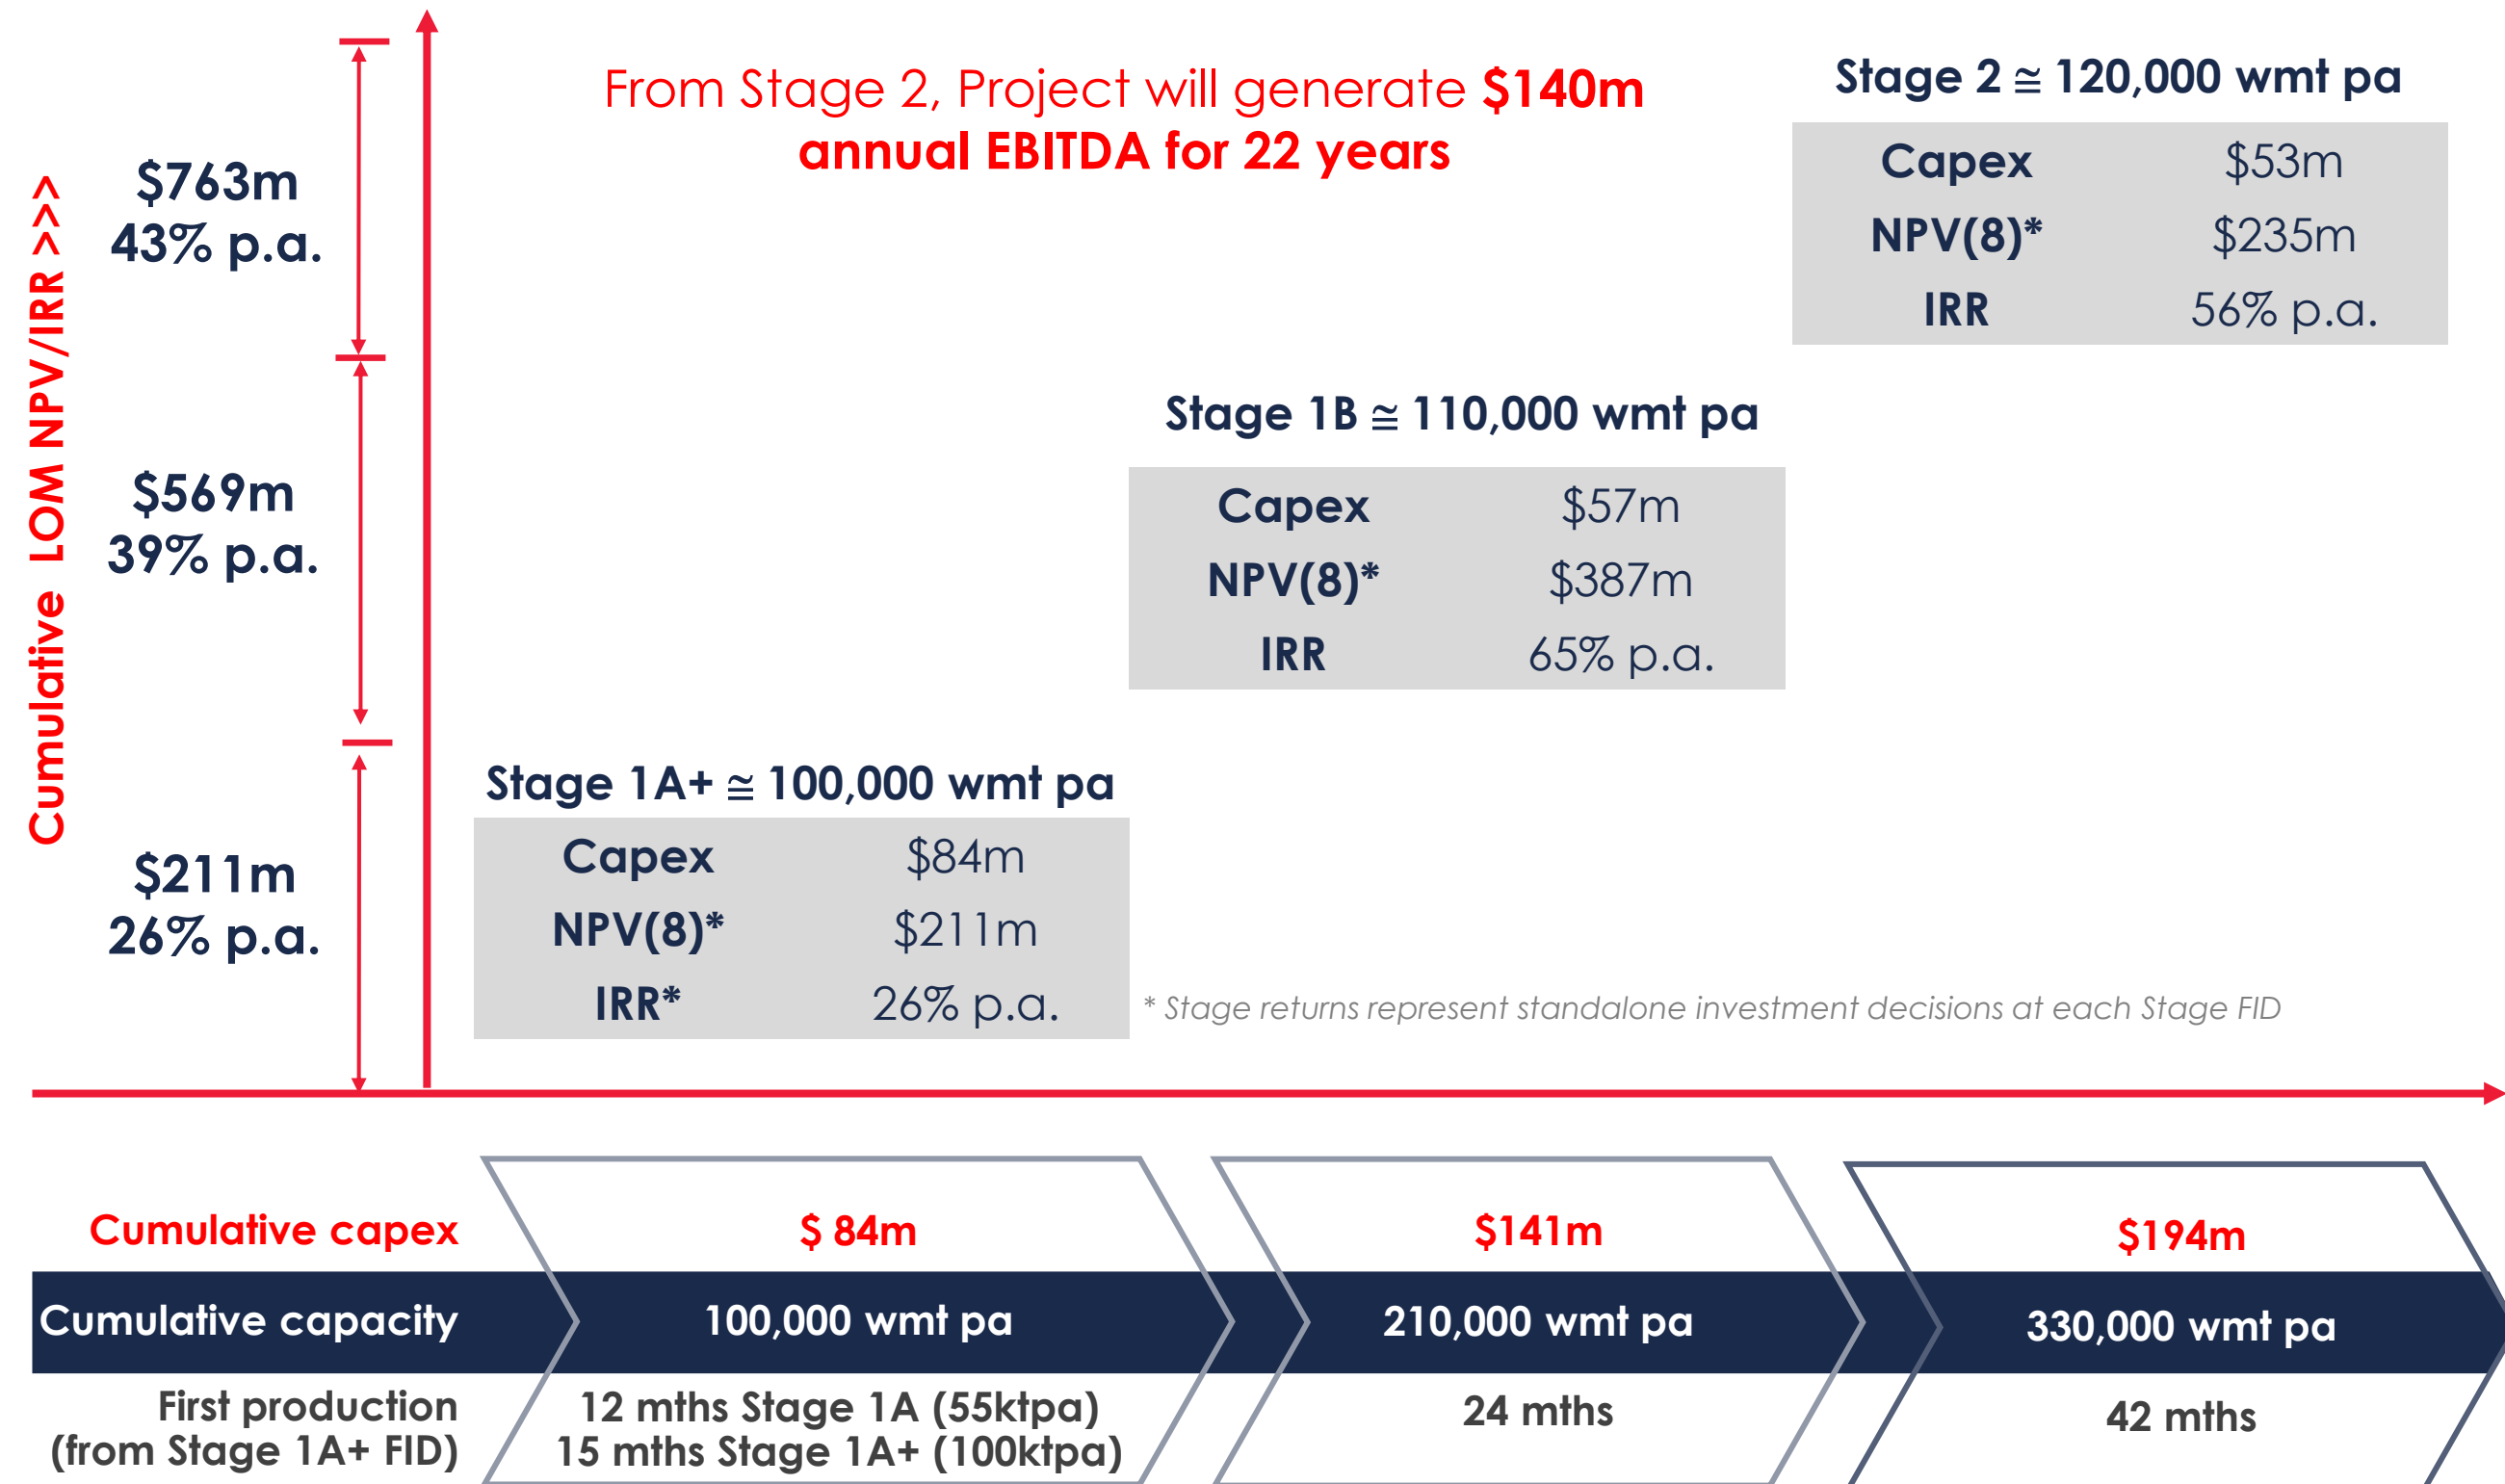 From Stage 2, Project will generate $140m
annual EBITDA for 22 years
Cumulative LOM NPV/IRR >>>
$763m
43% p.a.
$569m
39% p.a.
$211m
26% p.a.
Stage 2 ≅ 120,000 wmt pa
Capex $53m
NPV(8)* $235m
IRR 56% p.a.
Stage 1B ≅ 110,000 wmt pa
Capex $57m
NPV(8)* $387m
IRR 65% p.a.
Stage 1A+ ≅ 100,000 wmt pa
Capex $84m
NPV(8)* $211m
IRR* 26% p.a.
* Stage returns represent standalone investment decisions at each Stage FID
Cumulative capex $ 84m $141m $194m
Cumulative capacity 100,000 wmt pa 210,000 wmt pa 330,000 wmt pa
First production 12 mths Stage 1A (55ktpa) 24 mths 42 mths
(from Stage 1A+ FID) 15 mths Stage 1A+ (100ktpa)